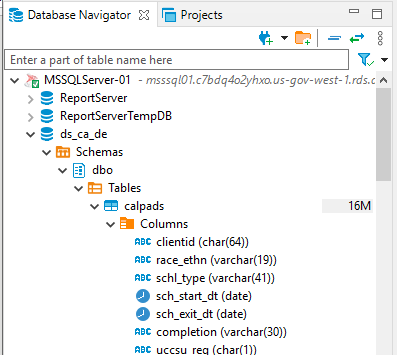 Database Navigator Projects
Enter a part of table name here
MSSQLServer-01 - msssql01.c7bdq4o2yhxo.us-gov-west-1.rds.
ReportServer
ReportServerTempDB
ds_ca_de
Schemas
dbo
Tables
calpads 16M
Columns
ABC clientid (char(64))
ABC race_ethn (varchar(19))
ABC schl_type (varchar(41))
sch_start_dt (date)
sch_exit_dt (date)
ABC completion (varchar(30))
ABC uccsu_req (char(1))